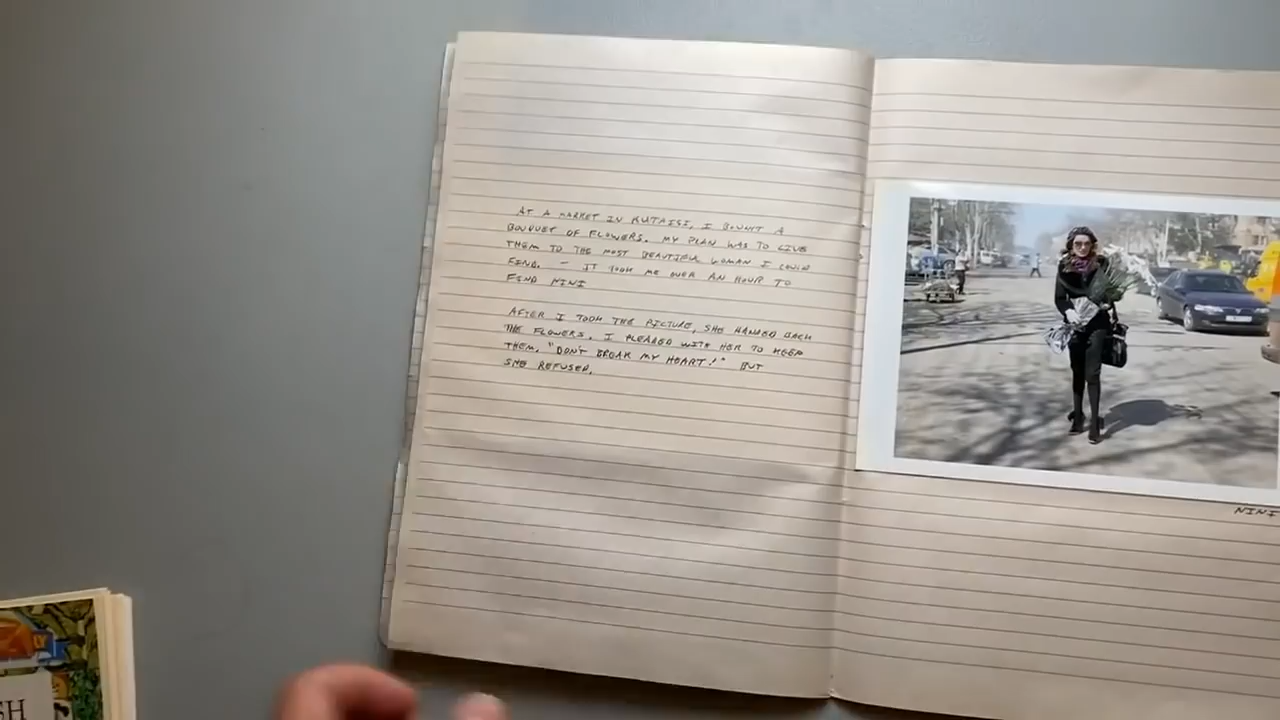 AT A MARKET IN KUTAISI, I BOUGHT A
BOUQUET OF FLOWERS. MY PLAN WAS TO GIVE
THEM TO THE MOST BEAUTIFUL WOMAN I COULD
FIND. – IT TOOK ME OVER AN HOUR TO
FIND NINI
AFTER I TOOK THE PICTURE, SHE HANDED BACK
THE FLOWERS. I PLEADED WITH HER TO KEEP
THEM. "DON'T BREAK MY HEART!" BUT
SHE REFUSED.
NINI
LY
SH